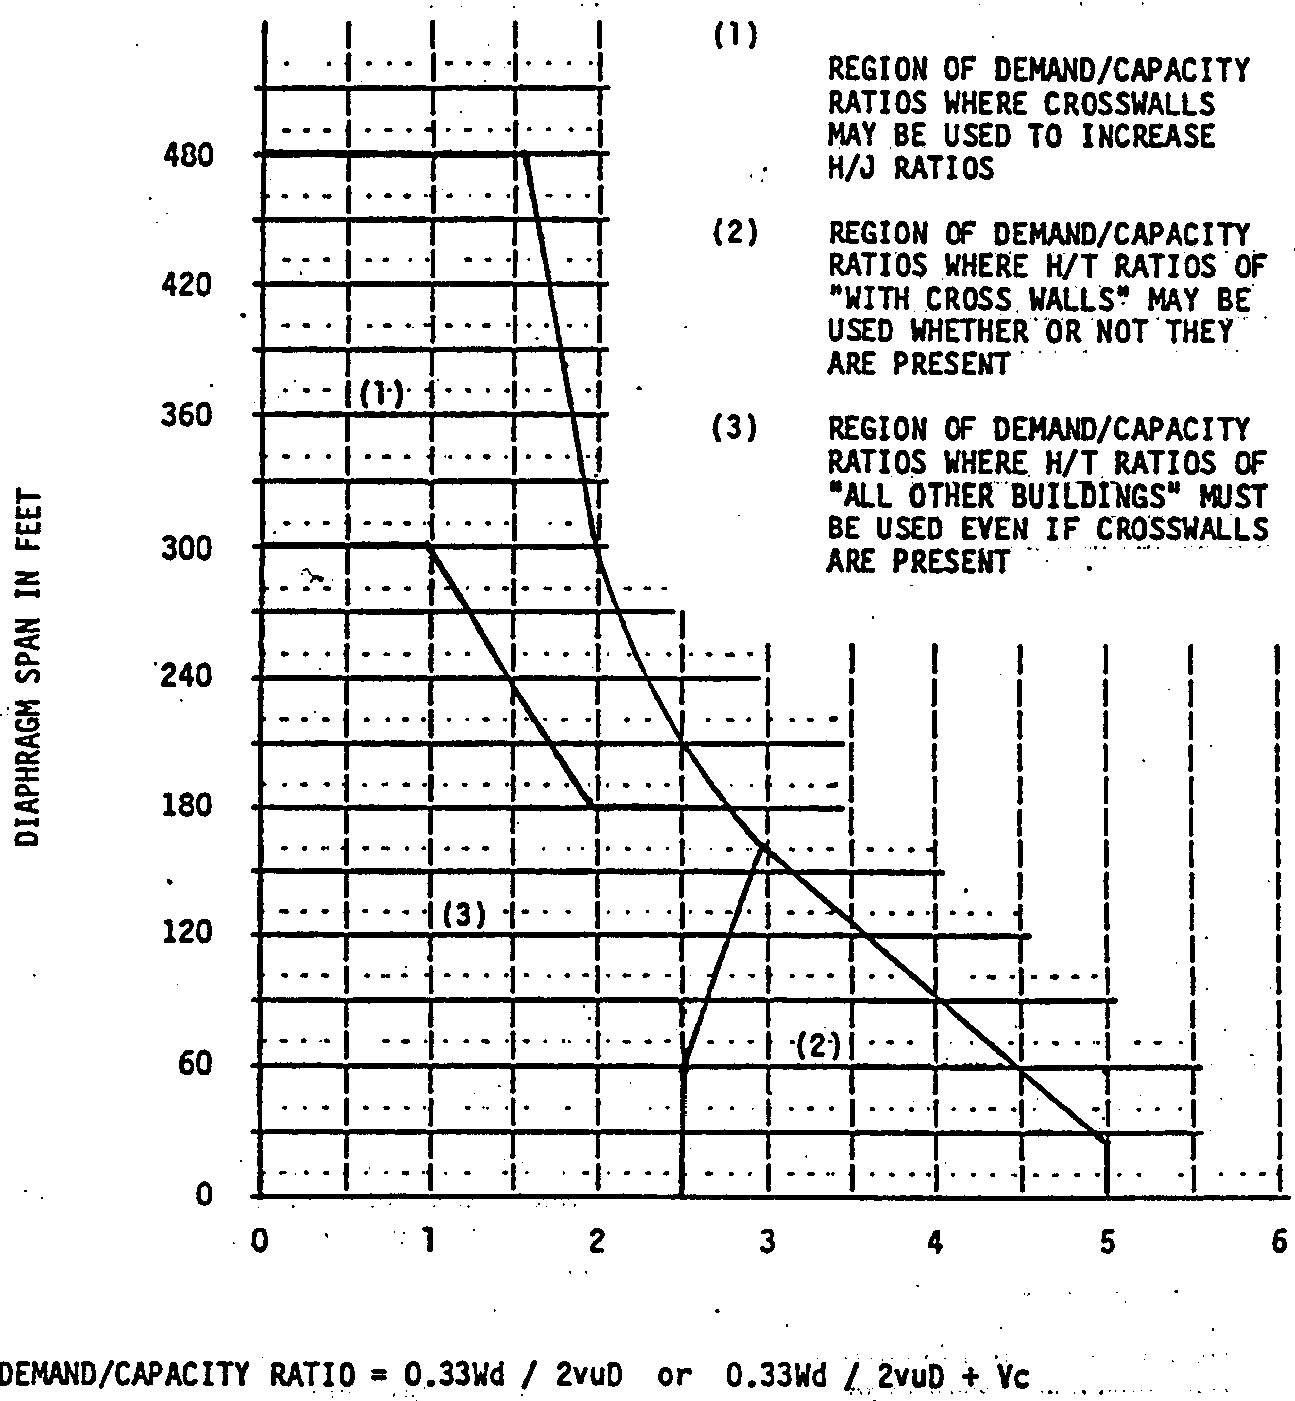 (1)
REGION OF DEMAND/CAPACITY
RATIOS WHERE CROSSWALLS
MAY BE USED TO INCREASE
H/J RATIOS
(2)
REGION OF DEMAND/CAPACITY
RATIOS WHERE H/T RATIOS OF
"WITH CROSS WALLS" MAY BE
USED WHETHER OR NOT THEY
ARE PRESENT
(3)
REGION OF DEMAND/CAPACITY
RATIOS WHERE H/T RATIOS OF
"ALL OTHER BUILDINGS" MUST
BE USED EVEN IF CROSSWALLS
ARE PRESENT
DIAPHRAGM SPAN IN FEET
480
420
360
300
240
180
120
60
0
(1)
(3)
(2)
0 1 2 3 4 5 6
DEMAND/CAPACITY RATIO = 0.33Wd / 2vuD or 0.33Wd / 2vuD + Vc